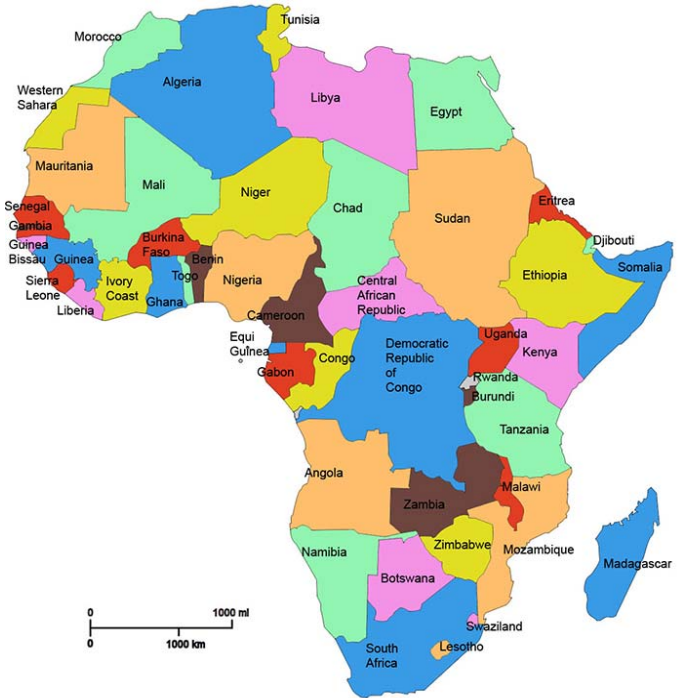 Tunisia
Morocco
Algeria
Western
Sahara
Libya
Egypt
Mauritania
Mali
Niger
Chad
Sudan
Eritrea
Senegal
Gambia
Guinea
Bissau
Guinea
Burkina
Faso
Benin
Togo
Nigeria
Djibouti
Somalia
Ethiopia
Sierra
Leone
Ivory
Coast
Ghana
Liberia
Central
African
Republic
Cameroon
Equi
Guinea
Gabon
Congo
Democratic
Republic
of
Congo
Uganda
Kenya
Rwanda
Burundi
Tanzania
Angola
Zambia
Malawi
Mozambique
Zimbabwe
Namibia
Botswana
Madagascar
Swaziland
South
Africa
Lesotho
0 1000 mi
0 1000 km